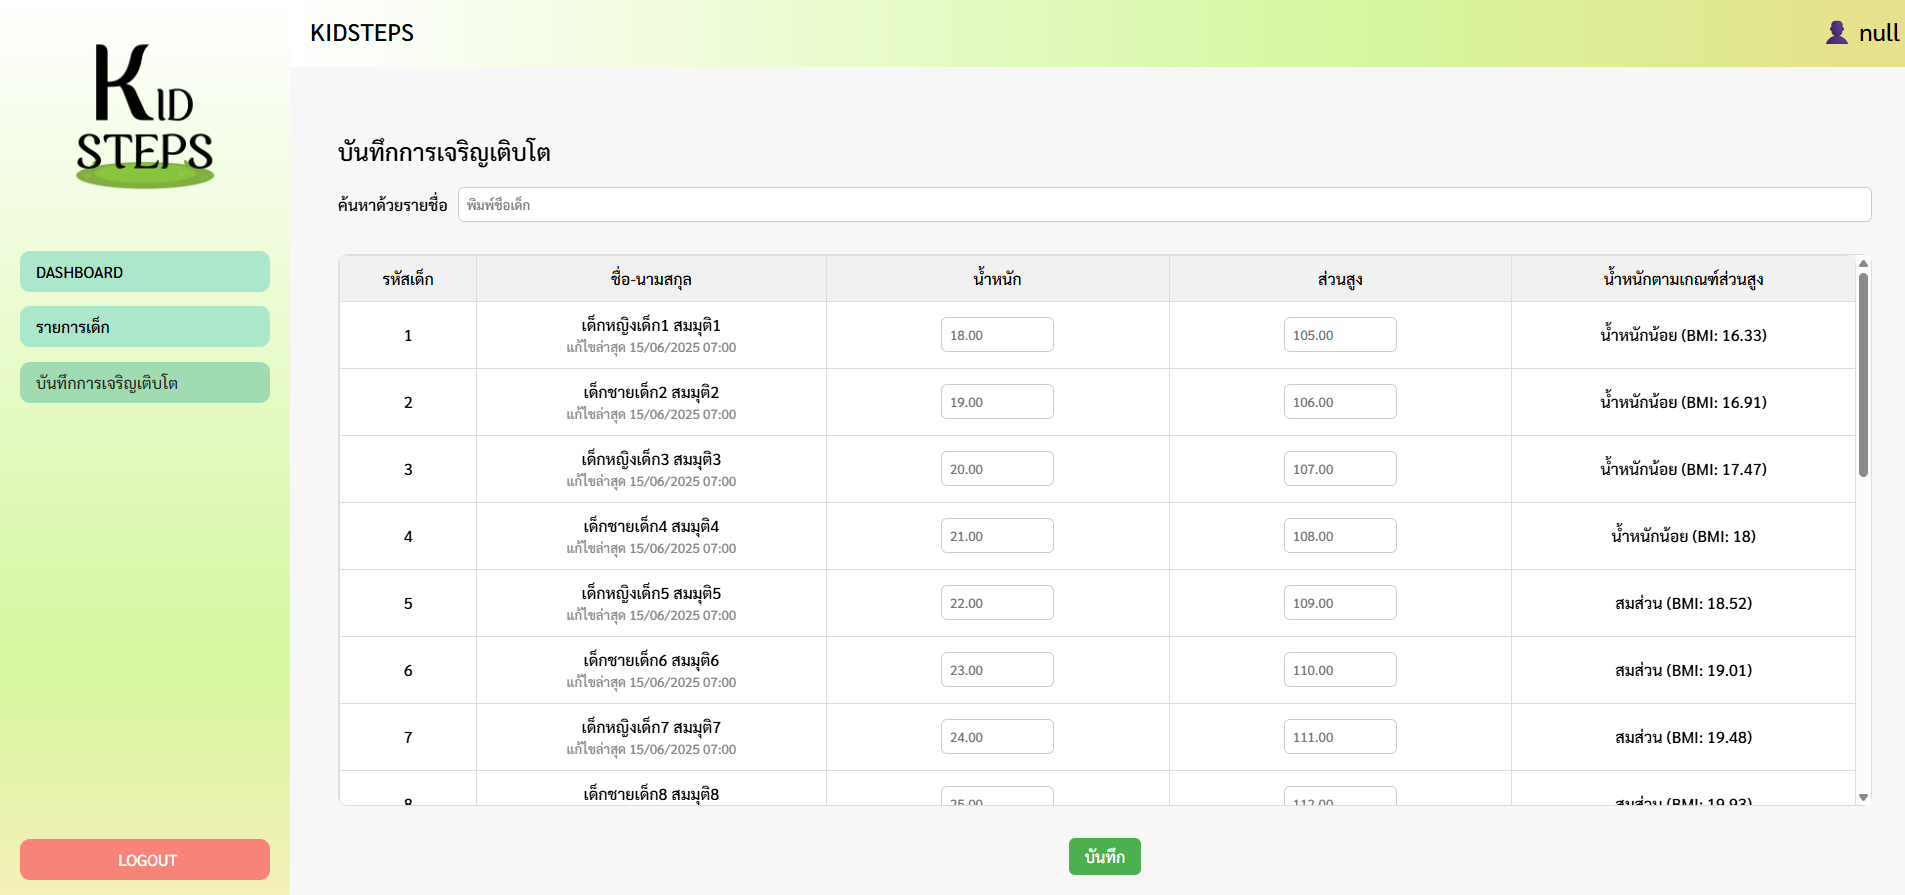 KID
STEPS
KIDSTEPS
null
DASHBOARD
รายการเด็ก
บันทึกการเจริญเติบโต
LOGOUT
บันทึกการเจริญเติบโต
ค้นหาด้วยรายชื่อ พิมพ์ชื่อเด็ก
รหัสเด็ก ชื่อ-นามสกุล น้ำหนัก ส่วนสูง น้ำหนักตามเกณฑ์ส่วนสูง
1 เด็กหญิงเด็ก1 สมมุติ1 18.00 105.00 น้ำหนักน้อย (BMI: 16.33)
แก้ไขล่าสุด 15/06/2025 07:00
2 เด็กชายเด็ก2 สมมุติ2 19.00 106.00 น้ำหนักน้อย (BMI: 16.91)
แก้ไขล่าสุด 15/06/2025 07:00
3 เด็กหญิงเด็ก3 สมมุติ3 20.00 107.00 น้ำหนักน้อย (BMI: 17.47)
แก้ไขล่าสุด 15/06/2025 07:00
4 เด็กชายเด็ก4 สมมุติ4 21.00 108.00 น้ำหนักน้อย (BMI: 18)
แก้ไขล่าสุด 15/06/2025 07:00
5 เด็กหญิงเด็ก5 สมมุติ5 22.00 109.00 สมส่วน (BMI: 18.52)
แก้ไขล่าสุด 15/06/2025 07:00
6 เด็กชายเด็ก6 สมมุติ6 23.00 110.00 สมส่วน (BMI: 19.01)
แก้ไขล่าสุด 15/06/2025 07:00
7 เด็กหญิงเด็ก7 สมมุติ7 24.00 111.00 สมส่วน (BMI: 19.48)
แก้ไขล่าสุด 15/06/2025 07:00
8 เด็กชายเด็ก8 สมมุติ8 25.00 112.00 สมส่วน (BMI: 19.93)
บันทึก